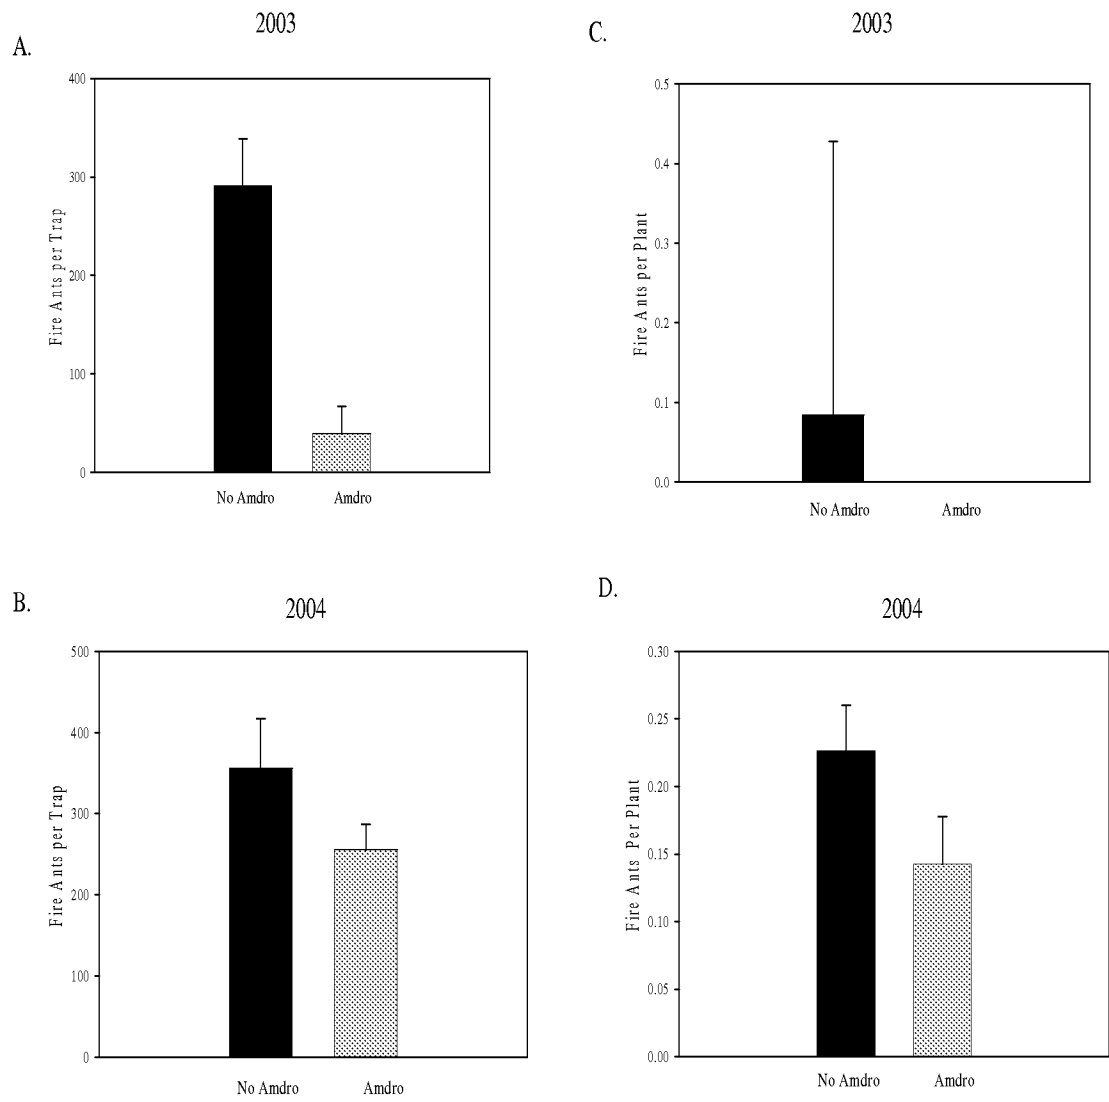 2003
A.
400
300
200
100
0
Fire Ants per Trap
No Amdro
Amdro
2003
C.
0.5
0.4
0.3
0.2
0.1
0.0
Fire Ants per Plant
No Amdro
Amdro
2004
B.
500
400
300
200
100
0
Fire Ants per Trap
No Amdro
Amdro
2004
D.
0.30
0.25
0.20
0.15
0.10
0.05
0.00
Fire Ants Per Plant
No Amdro
Amdro